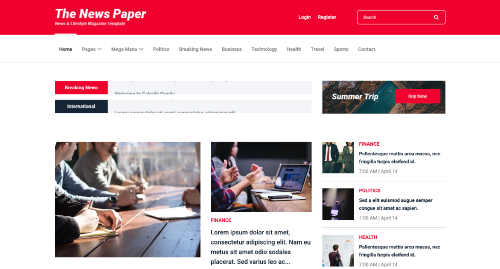 The News Paper
News & Lifestyle Magazine Template
Login Register
Search
Home Pages Mega Menu Politics Breaking News Business Technology Health Travel Sports Contact
Breaking News
International
Summer Trip
Buy Now
FINANCE
Pellentesque mattis arcu massa, nec
fringilla turpis eleifend id.
7:00 AM | April 14
POLITICS
Sed a elit euismod augue semper
congue sit amet ac sapien.
7:00 AM | April 14
HEALTH
Pellentesque mattis arcu massa, nec
fringilla turpis eleifend id.
7:00 AM | April 14
FINANCE
Lorem ipsum dolor sit amet,
consectetur adipiscing elit. Nam eu
metus sit amet odio sodales
placerat. Sed varius leo ac...